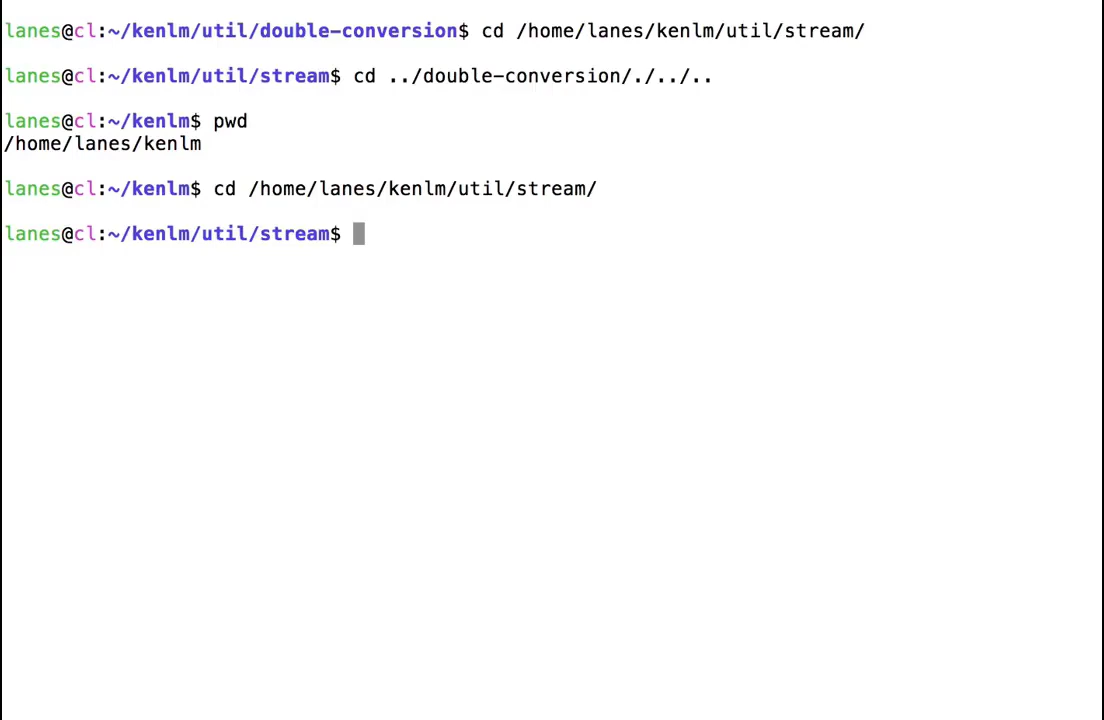 lanes@cl:~/kenlm/util/double-conversion$ cd /home/lanes/kenlm/util/stream/
lanes@cl:~/kenlm/util/stream$ cd ../double-conversion/./../..
lanes@cl:~/kenlm$ pwd
/home/lanes/kenlm
lanes@cl:~/kenlm$ cd /home/lanes/kenlm/util/stream/
lanes@cl:~/kenlm/util/stream$